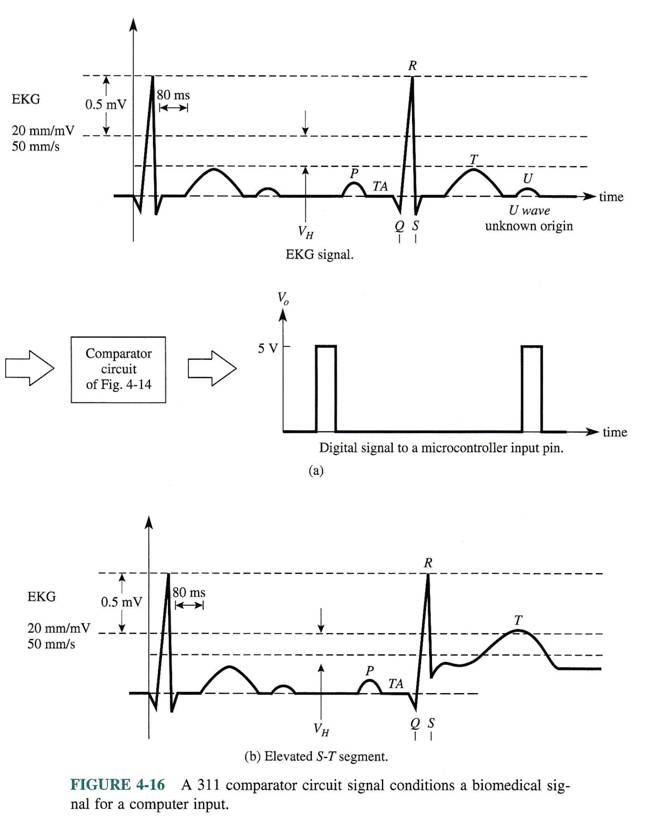 R
EKG
0.5 mV
80 ms
20 mm/mV
50 mm/s
P
TA
T
U
time
V_H
Q S
U wave
unknown origin
EKG signal.
V_o
5 V
Comparator
circuit
of Fig. 4-14
time
Digital signal to a microcontroller input pin.
(a)
R
EKG
0.5 mV
80 ms
20 mm/mV
50 mm/s
T
P
TA
V_H
Q S
(b) Elevated S-T segment.
FIGURE 4-16 A 311 comparator circuit signal conditions a biomedical sig-
nal for a computer input.